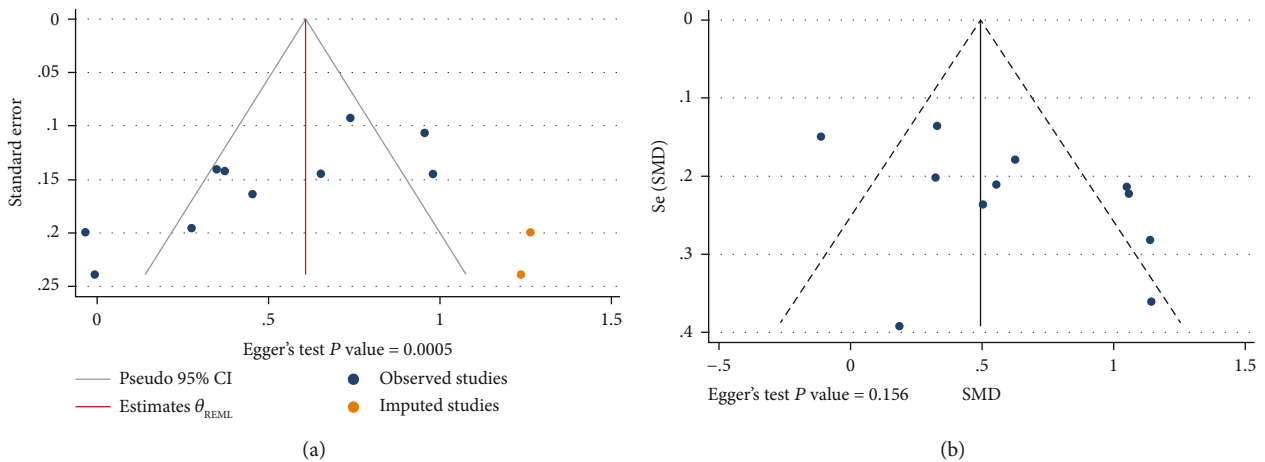 0
.05
.1
.15
.2
.25
Standard error
0
.5
1
1.5
Egger's test P value = 0.0005
Pseudo 95% CI
Observed studies
Estimates θREML
Imputed studies
(a)
0
.1
.2
.3
.4
Se (SMD)
−.5
0
.5
1
1.5
Egger's test P value = 0.156
SMD
(b)